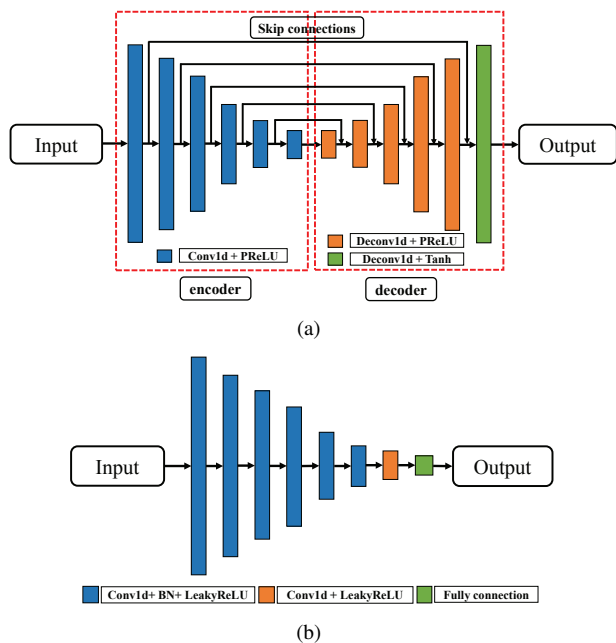 Skip connections
Input
Output
Conv1d + PReLU
Deconv1d + PReLU
Deconv1d + Tanh
encoder
decoder
(a)
Input
Output
Conv1d+ BN+ LeakyReLU
Conv1d + LeakyReLU
Fully connection
(b)